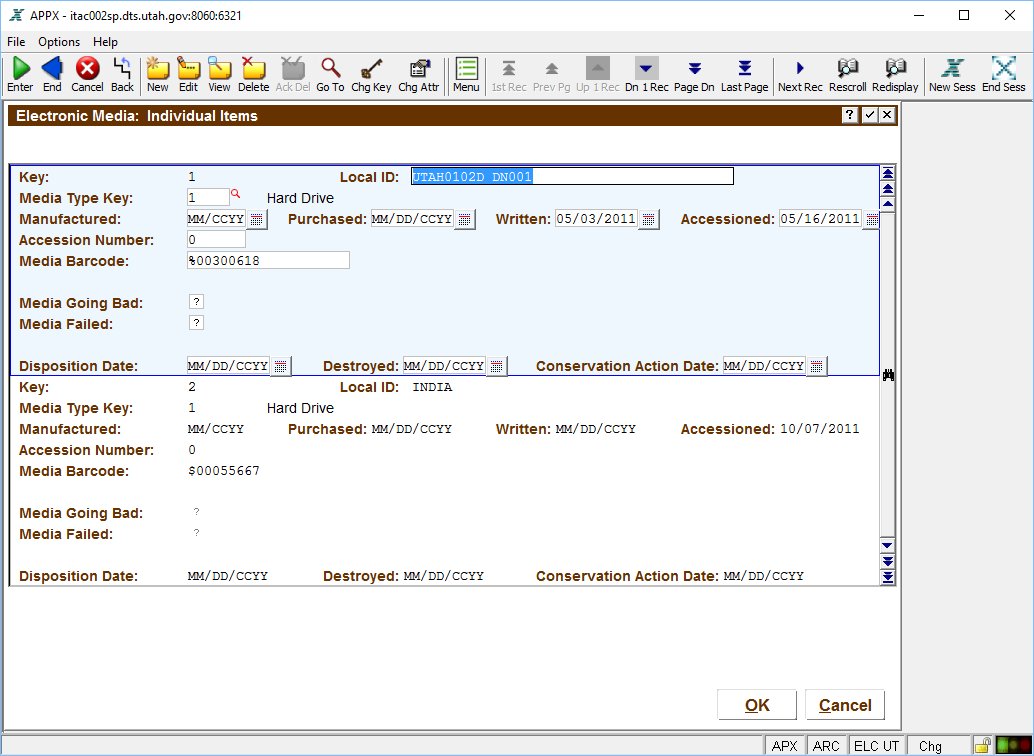 APPX - itac002sp.dts.utah.gov:8060:6321
File Options Help
Enter End Cancel Back New Edit View Delete Ack Del Go To Chg Key Chg Attr Menu 1st Rec Prev Pg Up 1 Rec Dn 1 Rec Page Dn Last Page Next Rec Rescroll Redisplay New Sess End Sess
Electronic Media: Individual Items ?
Key: 1 Local ID: UTAH0102D DN001
Media Type Key: 1 Hard Drive
Manufactured: MM/CCYY Purchased: MM/DD/CCYY Written: 05/03/2011 Accessioned: 05/16/2011
Accession Number: 0
Media Barcode: %00300618
Media Going Bad: ?
Media Failed: ?
Disposition Date: MM/DD/CCYY Destroyed: MM/DD/CCYY Conservation Action Date: MM/DD/CCYY
Key: 2 Local ID: INDIA
Media Type Key: 1 Hard Drive
Manufactured: MM/CCYY Purchased: MM/DD/CCYY Written: MM/DD/CCYY Accessioned: 10/07/2011
Accession Number: 0
Media Barcode: $00055667
Media Going Bad: ?
Media Failed: ?
Disposition Date: MM/DD/CCYY Destroyed: MM/DD/CCYY Conservation Action Date: MM/DD/CCYY
OK Cancel
APX ARC ELC UT Chg